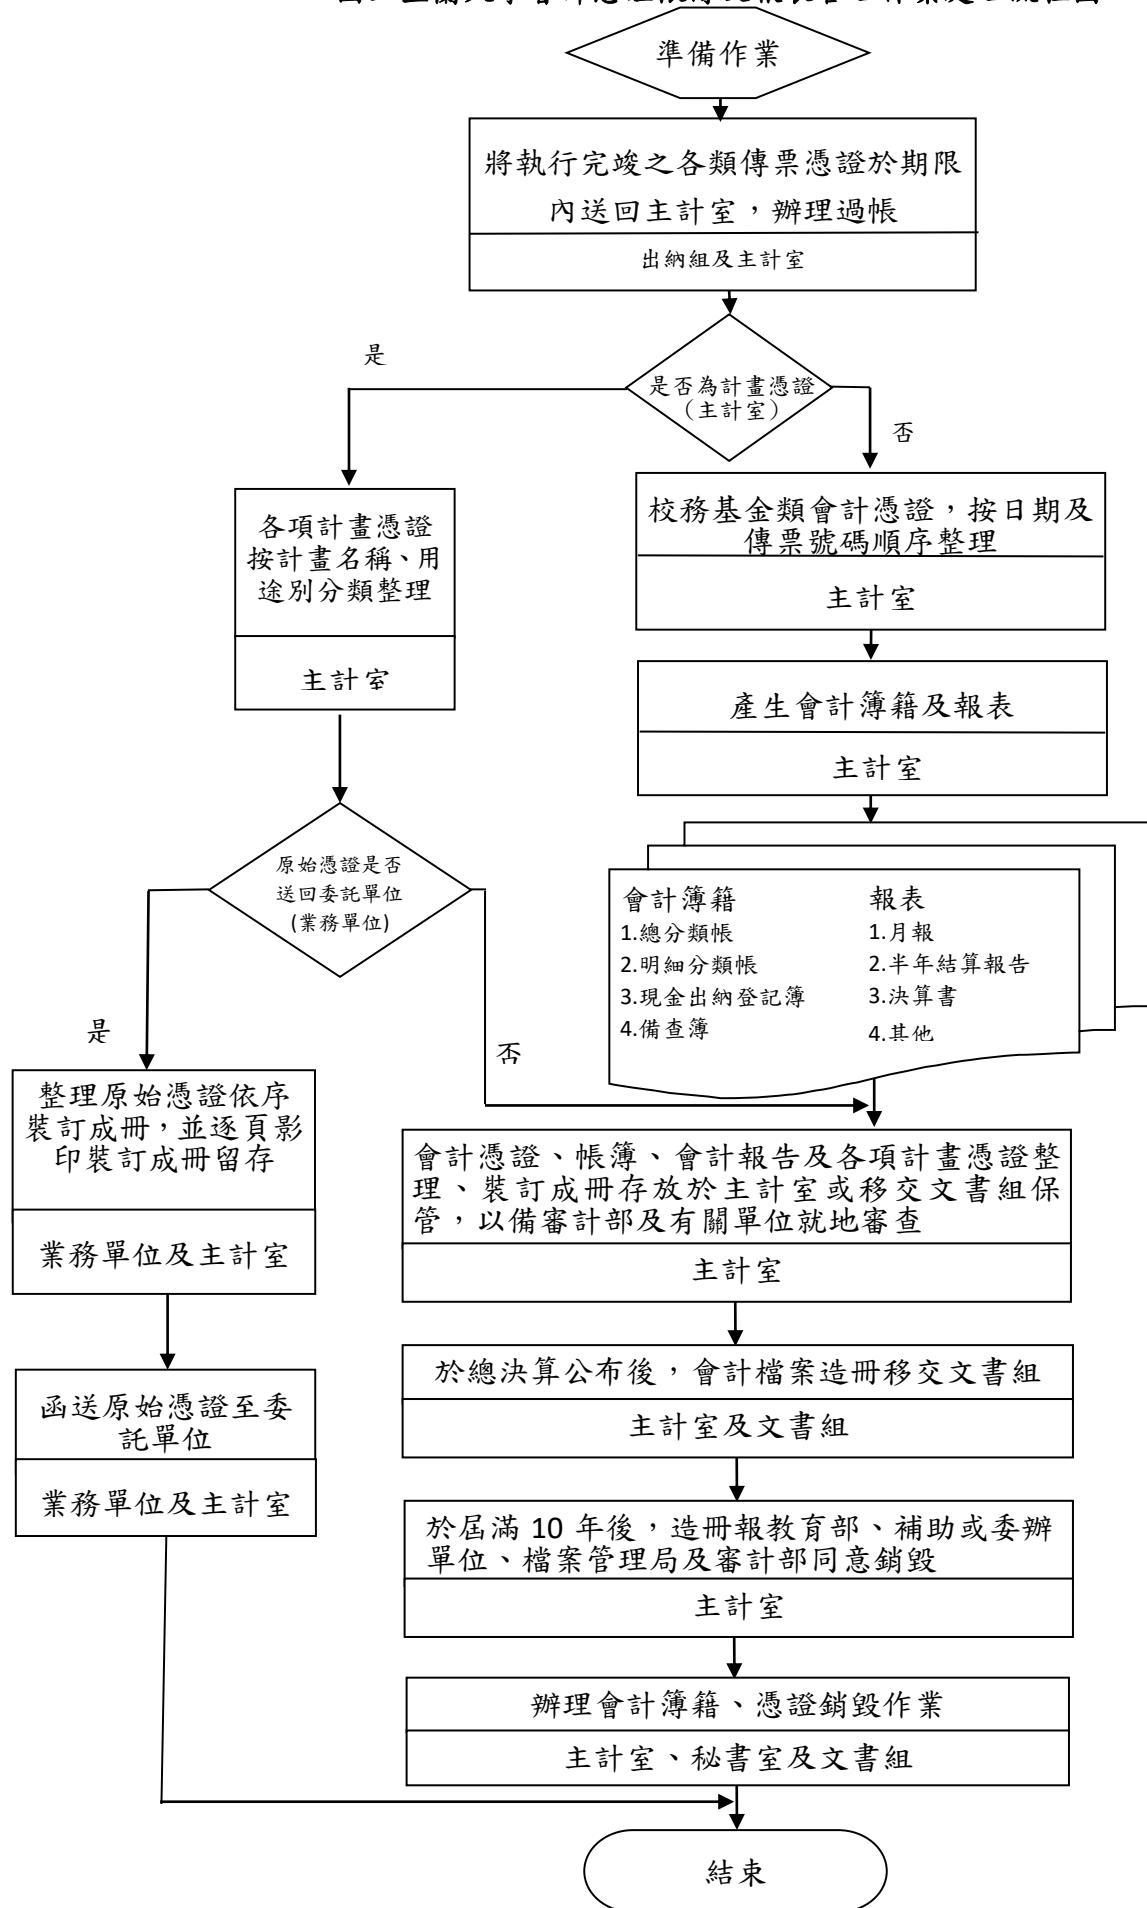 準備作業
將執行完竣之各類傳票憑證於期限
內送回主計室，辦理過帳
出納組及主計室
是
是否為計畫憑證
（主計室）
否
各項計畫憑證
按計畫名稱、用
途別分類整理
主計室
校務基金類會計憑證，按日期及
傳票號碼順序整理
主計室
產生會計簿籍及報表
主計室
原始憑證是否
送回委託單位
(業務單位)
會計簿籍
1.總分類帳
2.明細分類帳
3.現金出納登記簿
4.備查簿
報表
1.月報
2.半年結算報告
3.決算書
4.其他
是
否
整理原始憑證依序
裝訂成冊，並逐頁影
印裝訂成冊留存
業務單位及主計室
會計憑證、帳簿、會計報告及各項計畫憑證整
理、裝訂成冊存放於主計室或移交文書組保
管，以備審計部及有關單位就地審查
主計室
函送原始憑證至委
託單位
業務單位及主計室
於總決算公布後，會計檔案造冊移交文書組
主計室及文書組
於屆滿 10 年後，造冊報教育部、補助或委辦
單位、檔案管理局及審計部同意銷毀
主計室
辦理會計簿籍、憑證銷毀作業
主計室、秘書室及文書組
結束